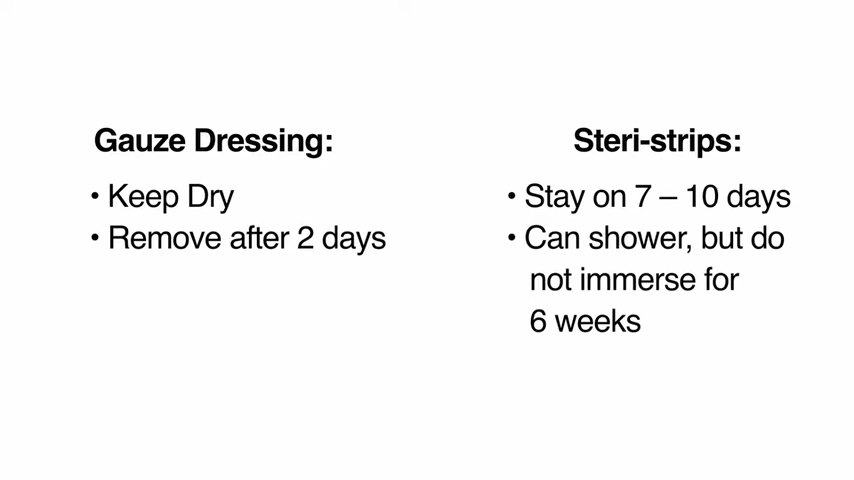 Gauze Dressing:
• Keep Dry
• Remove after 2 days
Steri-strips:
• Stay on 7 – 10 days
• Can shower, but do
not immerse for
6 weeks